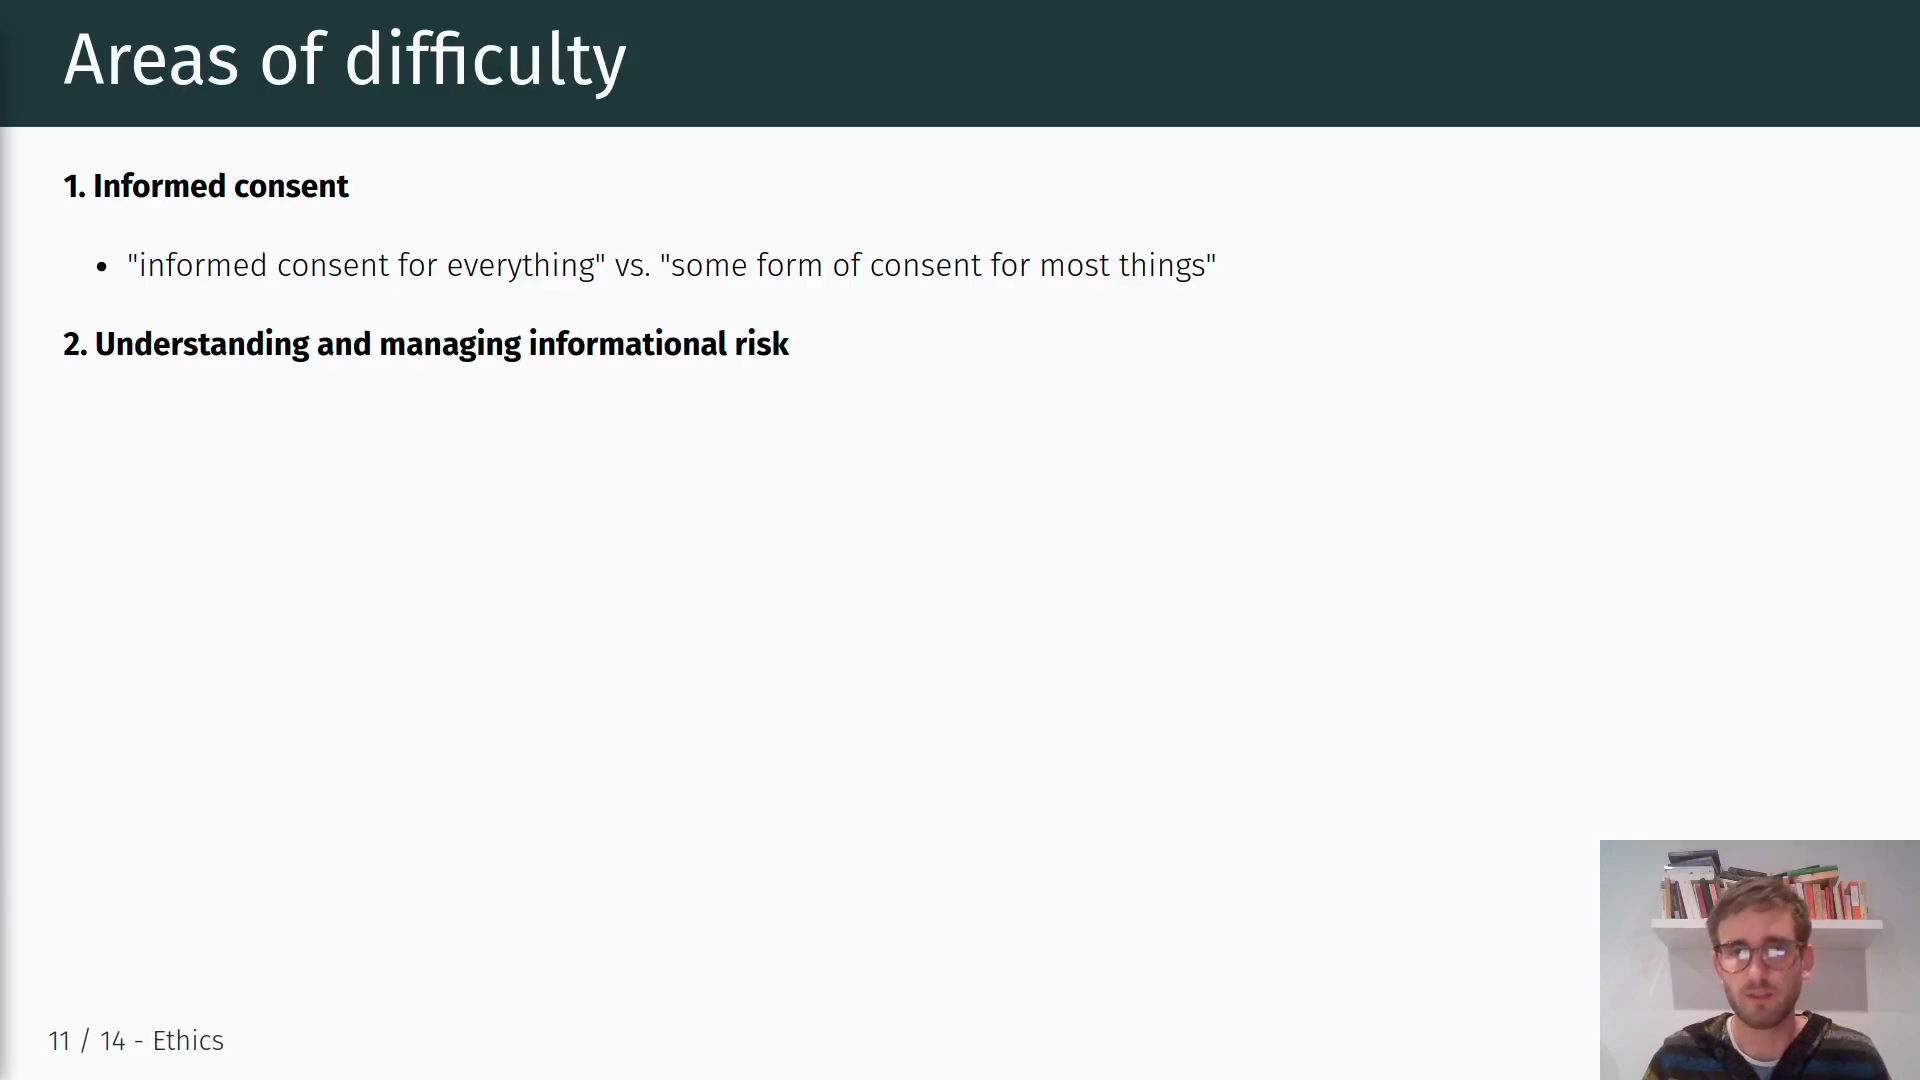 Areas of difficulty
1. Informed consent
• "informed consent for everything" vs. "some form of consent for most things"
2. Understanding and managing informational risk
11 / 14 - Ethics